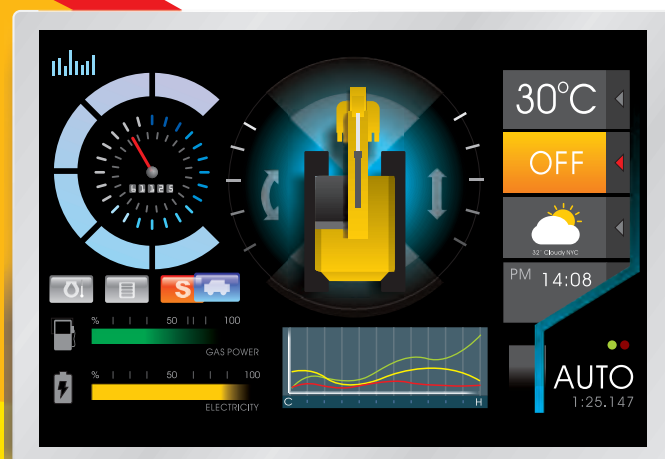 30°C
OFF
32° Cloudy NYC
PM 14:08
61325
S
% 50 100
GAS POWER
% 50 100
ELECTRICITY
C H
AUTO
1:25.147